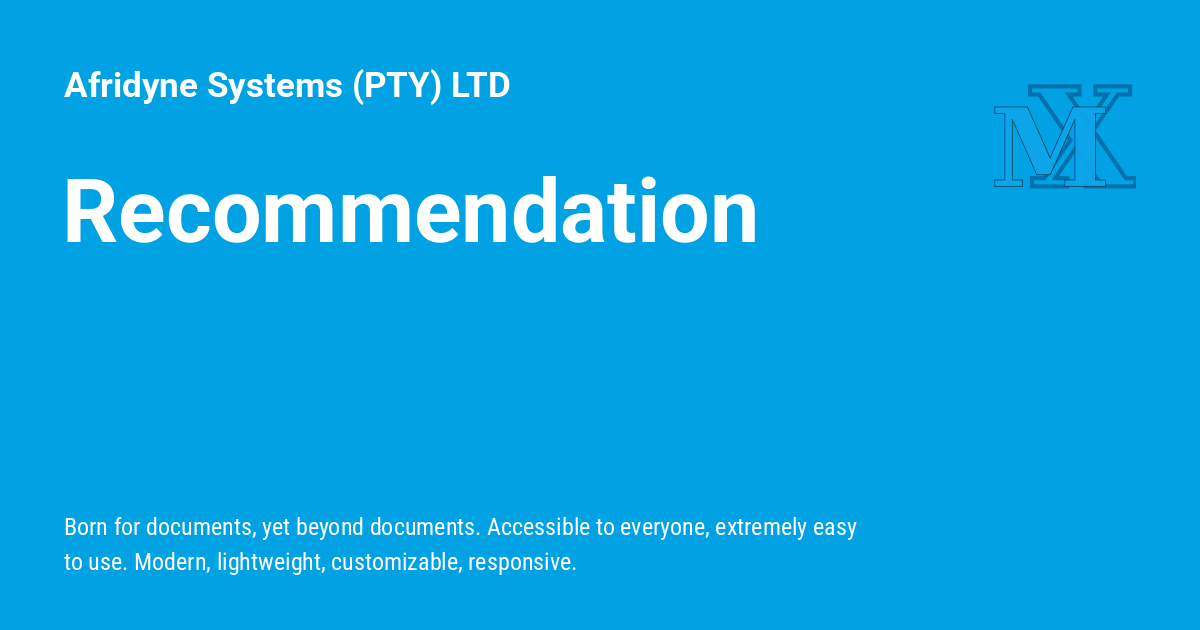 Afridyne Systems (PTY) LTD
MX
Recommendation
Born for documents, yet beyond documents. Accessible to everyone, extremely easy
to use. Modern, lightweight, customizable, responsive.